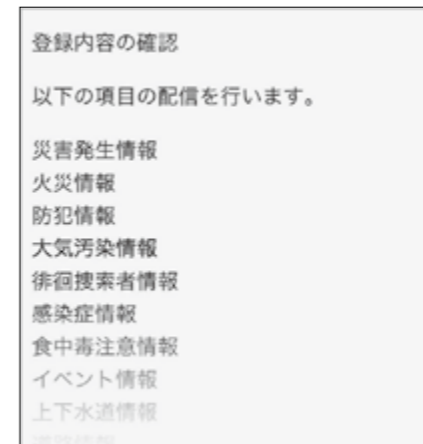 登録内容の確認
以下の項目の配信を行います。
災害発生情報
火災情報
防犯情報
大気汚染情報
徘徊捜索者情報
感染症情報
食中毒注意情報
イベント情報
上下水道情報